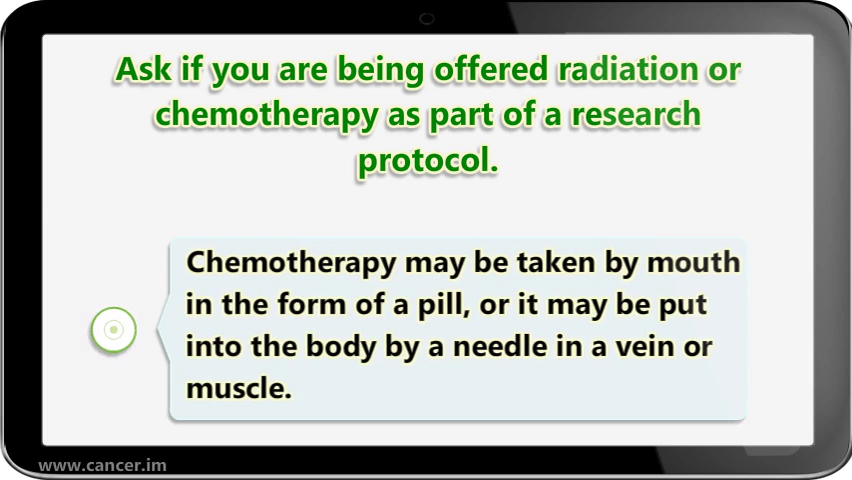 Ask if you are being offered radiation or
chemotherapy as part of a research
protocol.
Chemotherapy may be taken by mouth
in the form of a pill, or it may be put
into the body by a needle in a vein or
muscle.
www.cancer.im